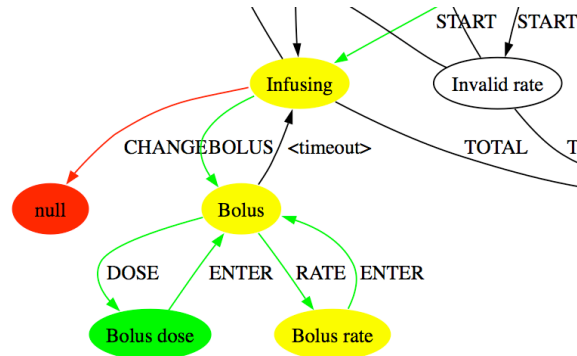 START START
Infusing Invalid rate
CHANGEBOLUS <timeout> TOTAL T
null Bolus
DOSE ENTER RATE ENTER
Bolus dose Bolus rate